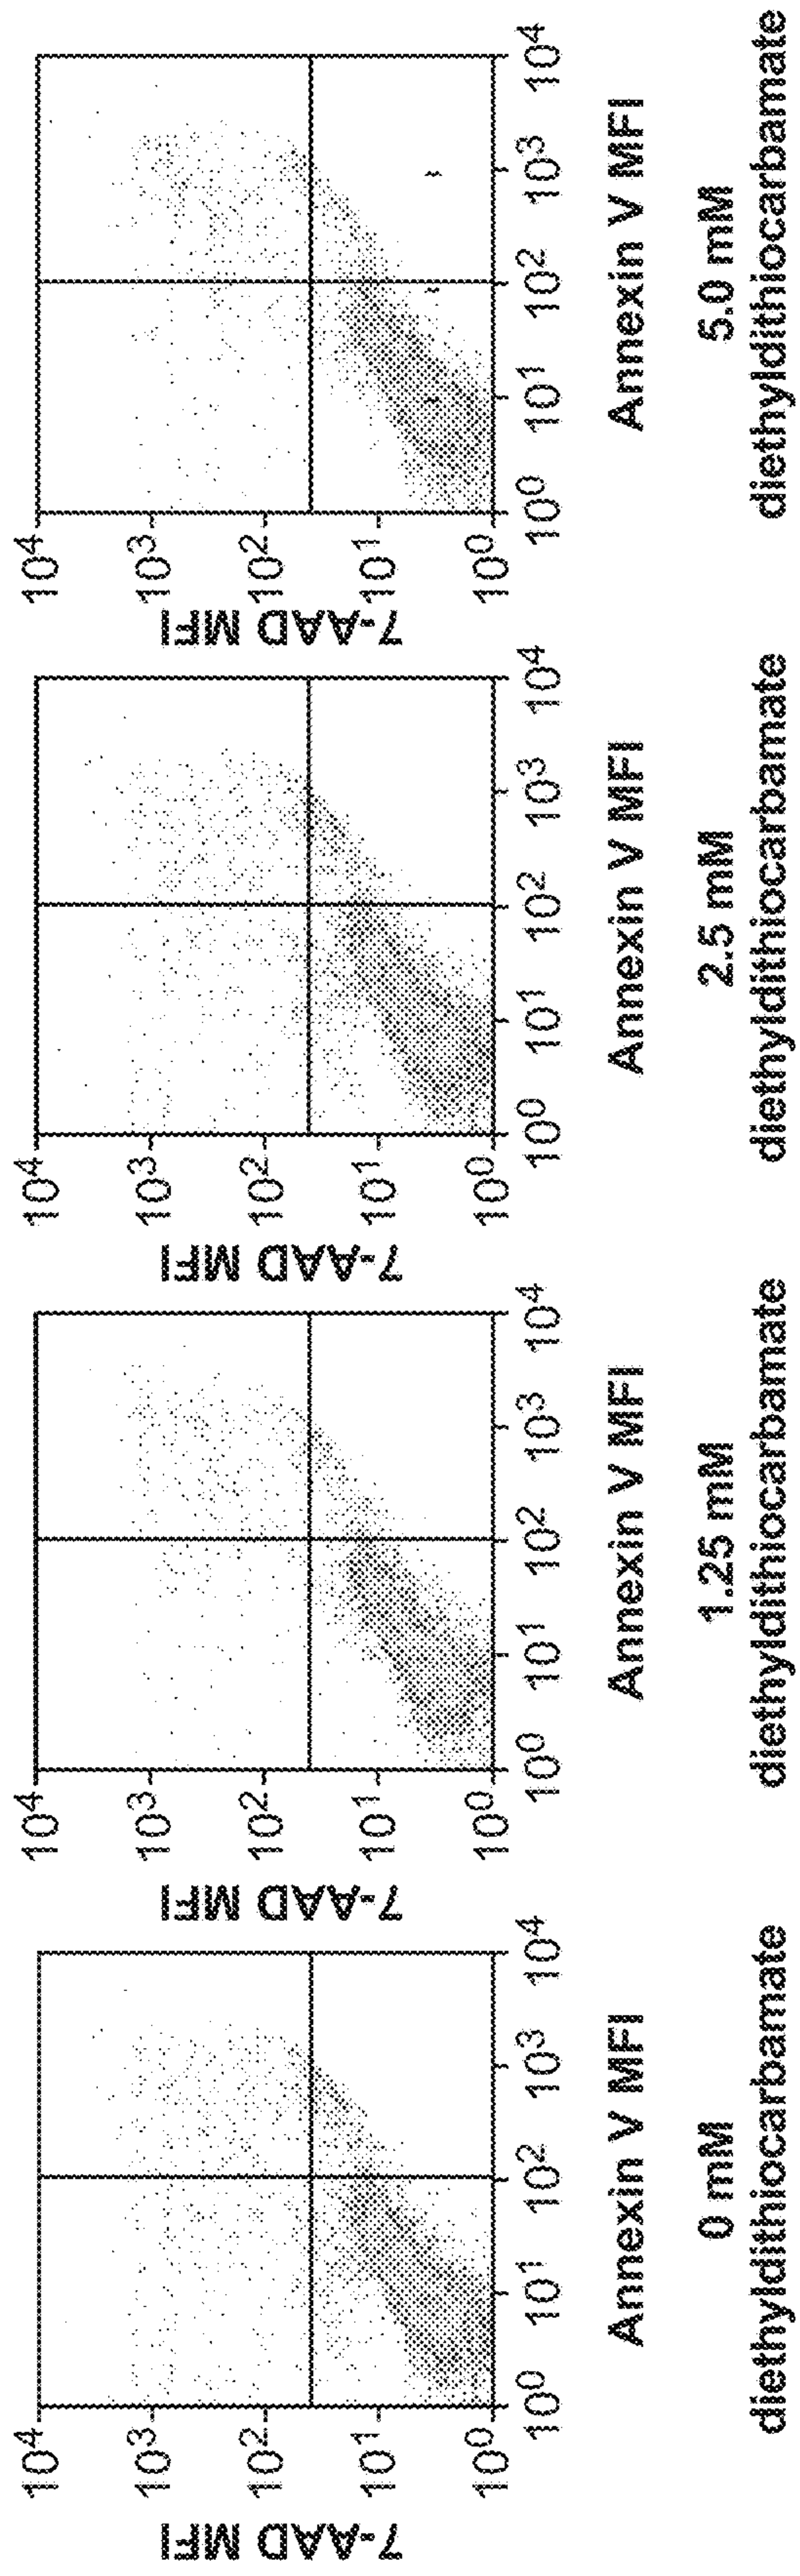 7-AAD MFI
10⁴
10³
10²
10¹
10⁰
10⁰ 10¹ 10² 10³ 10⁴
Annexin V MFI
0 mM
diethyldithiocarbamate
7-AAD MFI
10⁴
10³
10²
10¹
10⁰
10⁰ 10¹ 10² 10³ 10⁴
Annexin V MFI
1.25 mM
diethyldithiocarbamate
7-AAD MFI
10⁴
10³
10²
10¹
10⁰
10⁰ 10¹ 10² 10³ 10⁴
Annexin V MFI
2.5 mM
diethyldithiocarbamate
7-AAD MFI
10⁴
10³
10²
10¹
10⁰
10⁰ 10¹ 10² 10³ 10⁴
Annexin V MFI
5.0 mM
diethyldithiocarbamate